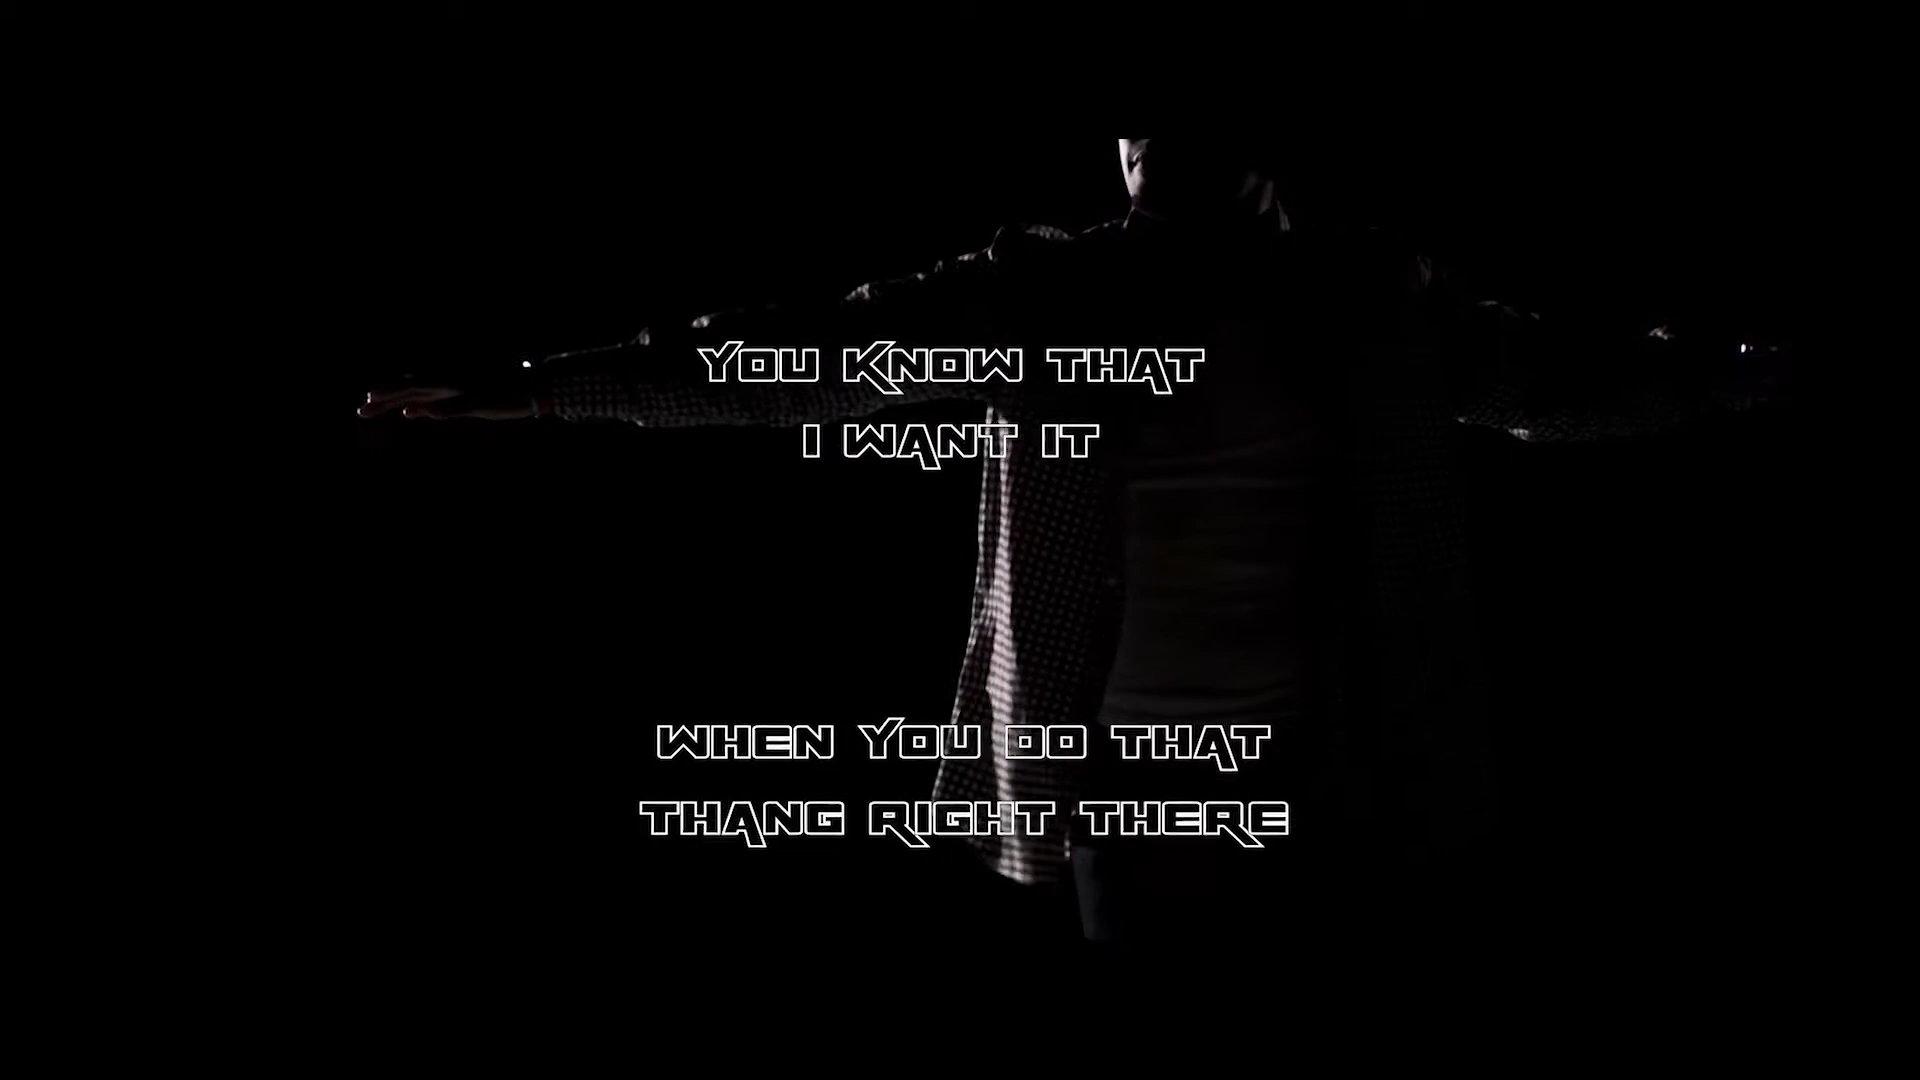 YOU KNOW THAT
I WANT IT
WHEN YOU DO THAT
THANG RIGHT THERE